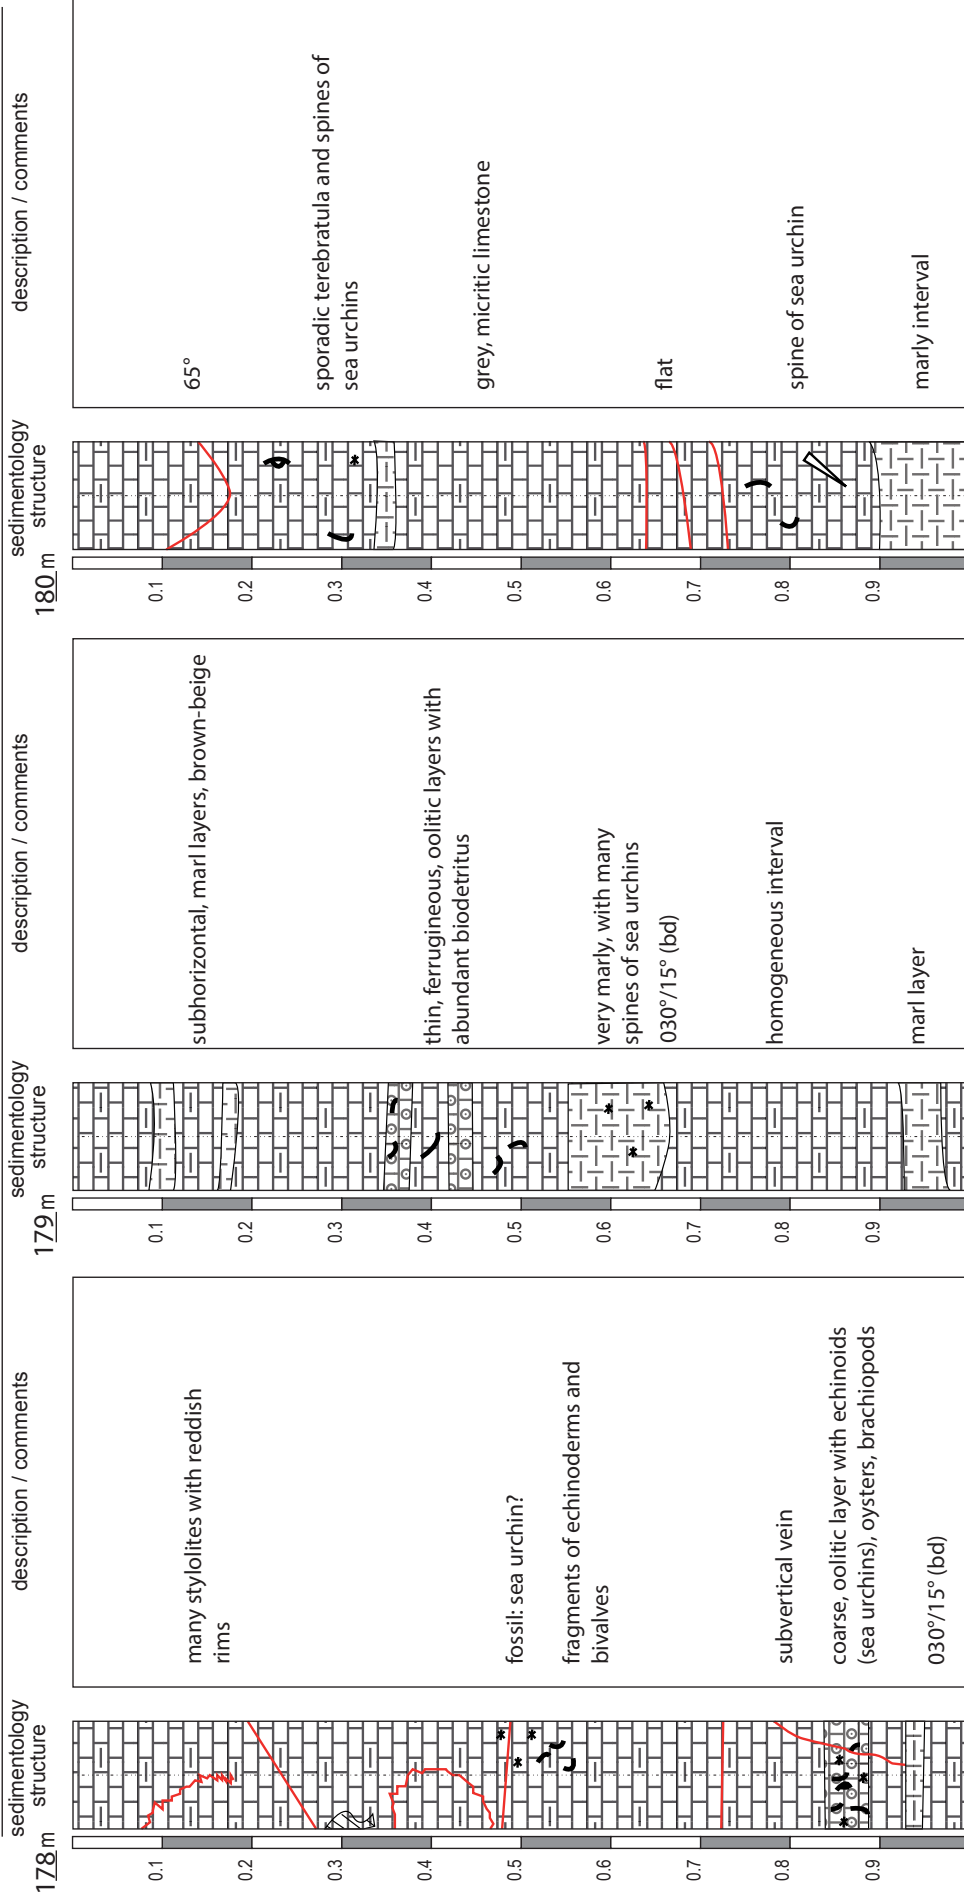 178 m
sedimentology
structure
description / comments
0.1
0.2
0.3
0.4
0.5
0.6
0.7
0.8
0.9
many stylolites with reddish
rims
fossil: sea urchin?
fragments of echinoderms and
bivalves
subvertical vein
coarse, oolitic layer with echinoids
(sea urchins), oysters, brachiopods
030°/15° (bd)
179 m
sedimentology
structure
description / comments
0.1
0.2
0.3
0.4
0.5
0.6
0.7
0.8
0.9
subhorizontal, marl layers, brown-beige
thin, ferrugineous, oolitic layers with
abundant biodetritus
very marly, with many
spines of sea urchins
030°/15° (bd)
homogeneous interval
marl layer
180 m
sedimentology
structure
description / comments
0.1
0.2
0.3
0.4
0.5
0.6
0.7
0.8
0.9
65°
sporadic terebratula and spines of
sea urchins
grey, micritic limestone
flat
spine of sea urchin
marly interval